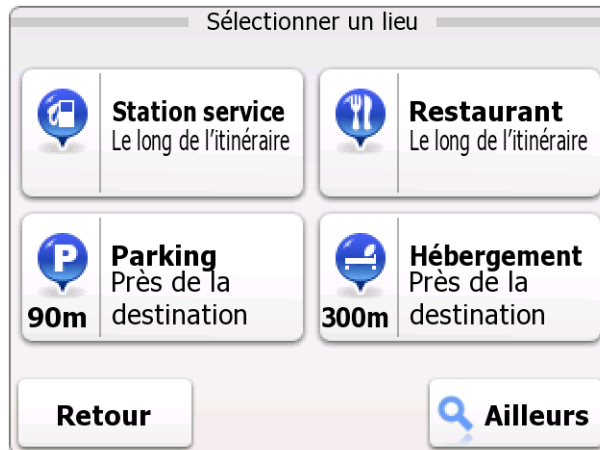 Sélectionner un lieu
Station service
Le long de l'itinéraire
Restaurant
Le long de l'itinéraire
P
90m
Parking
Près de la
destination
300m
Hébergement
Près de la
destination
Retour
Ailleurs